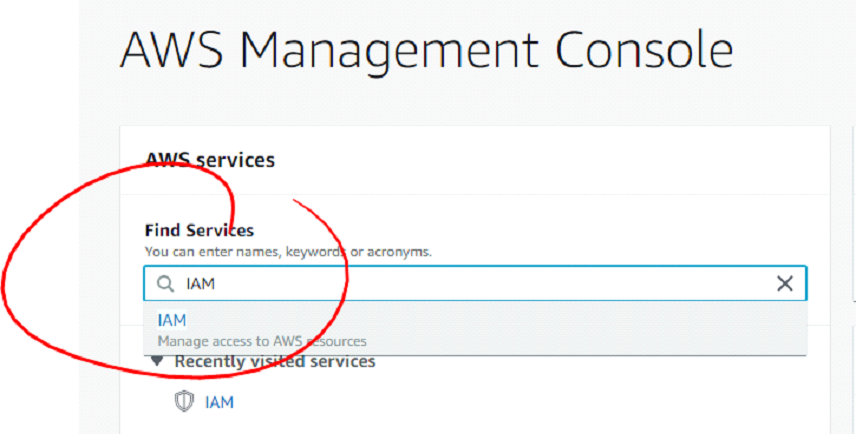 AWS Management Console
AWS services
Find Services
You can enter names, keywords or acronyms.
IAM
IAM
Manage access to AWS resources
Recently visited services
IAM